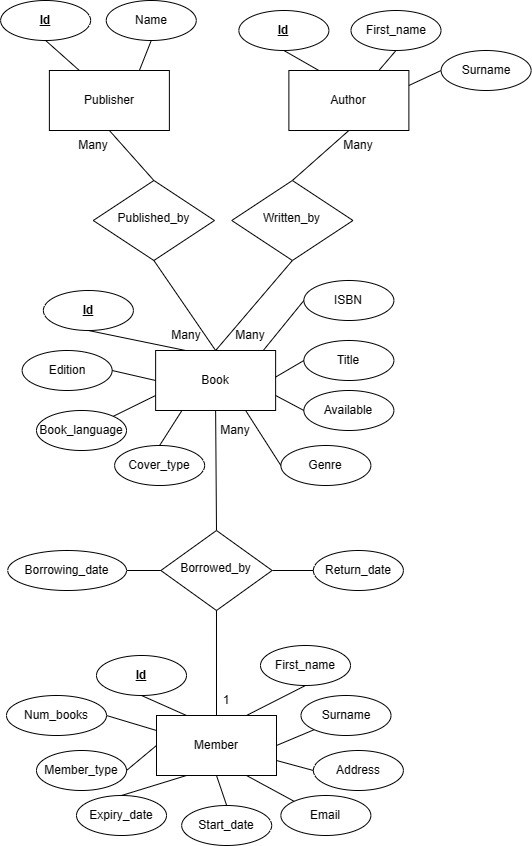 Id
Name
Id
First_name
Surname
Publisher
Author
Many
Many
Published_by
Written_by
Id
ISBN
Many
Many
Edition
Book
Title
Book_language
Available
Many
Cover_type
Genre
Borrowing_date
Borrowed_by
Return_date
Id
First_name
1
Num_books
Surname
Member
Member_type
Address
Expiry_date
Start_date
Email